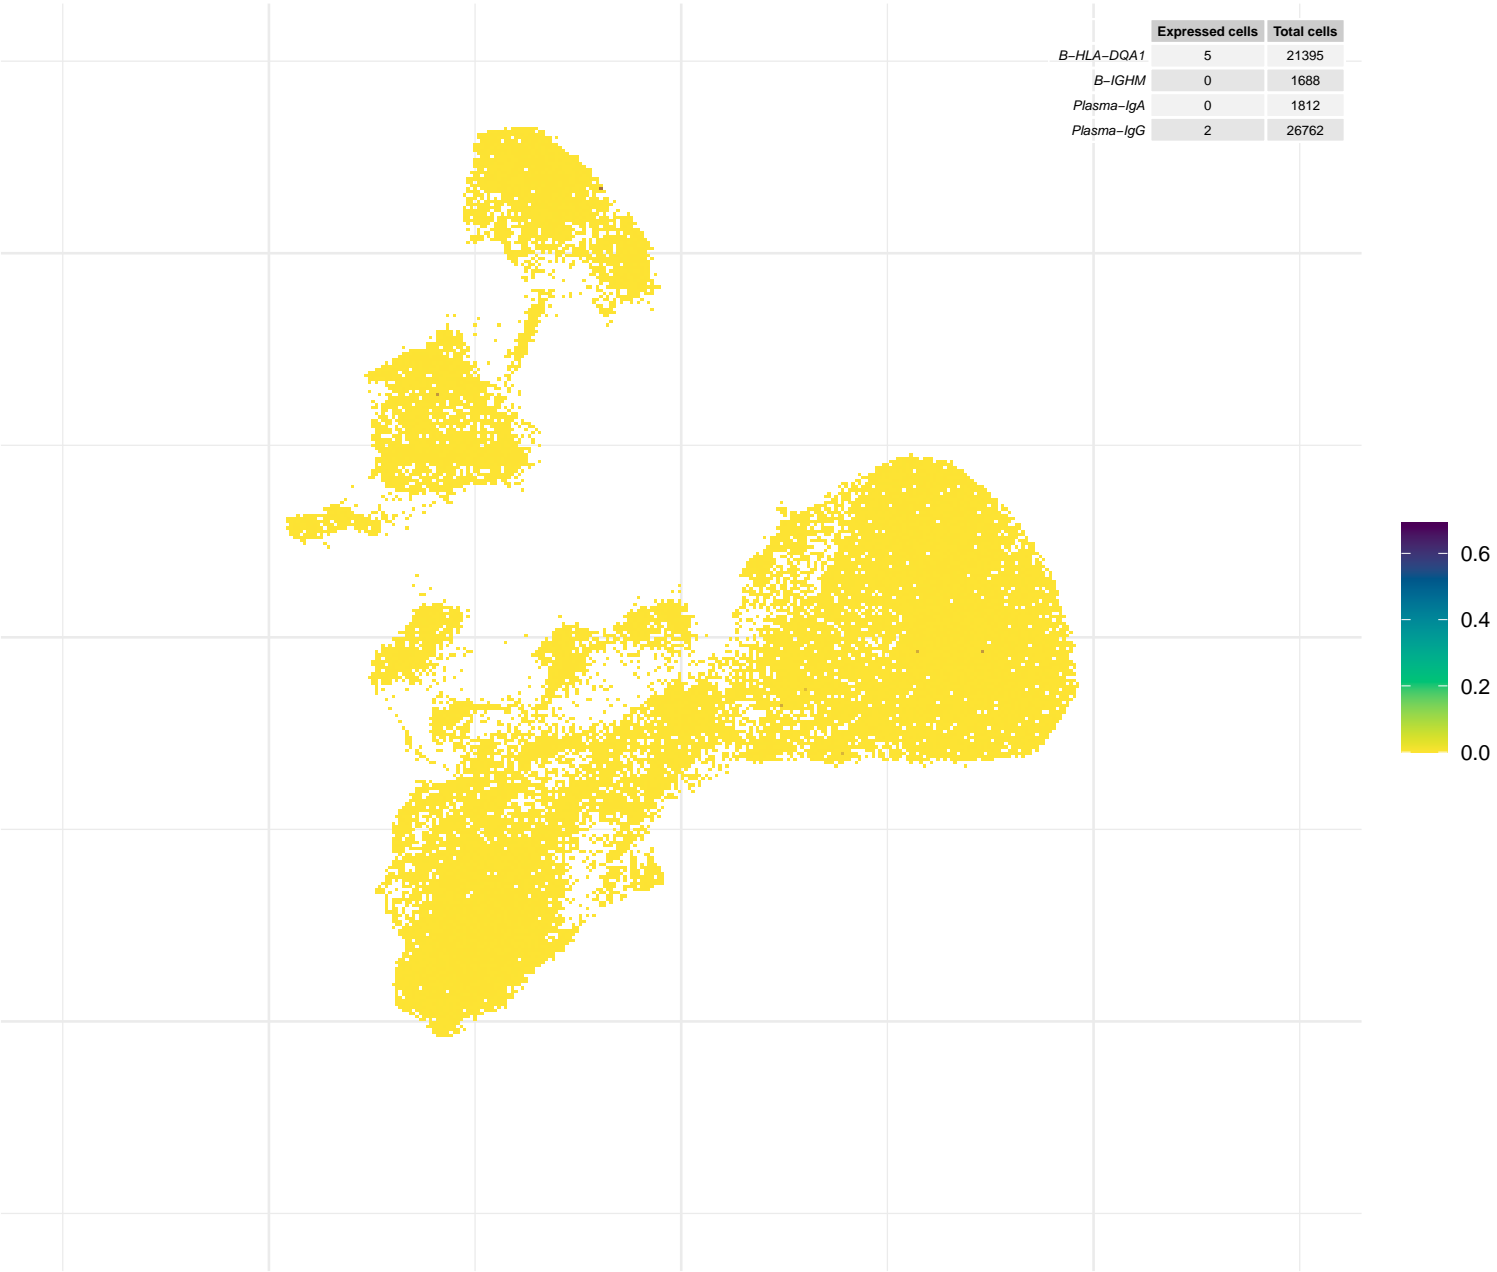 Expressed cells Total cells
B−HLA−DQA1 5 21395
B−IGHM 0 1688
Plasma−IgA 0 1812
Plasma−IgG 2 26762
0.6
0.4
0.2
0.0